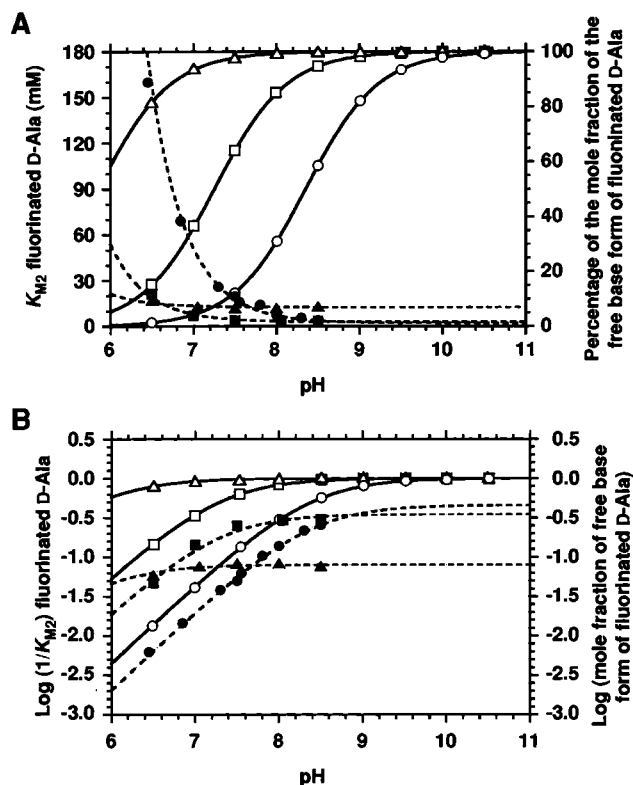 A
180
150
120
90
60
30
0
K_M2 fluorinated D-Ala (mM)
100
80
60
40
20
0
Percentage of the mole fraction of the
free base form of fluoninated D-Ala
6 7 8 9 10 11
pH
B
0.5
0.0
-0.5
-1.0
-1.5
-2.0
-2.5
-3.0
Log (1/K_M2) fluorinated D-Ala
0.5
0.0
-0.5
-1.0
-1.5
-2.0
-2.5
-3.0
Log (mole fraction of free base
form of fluorinated D-Ala)
6 7 8 9 10 11
pH